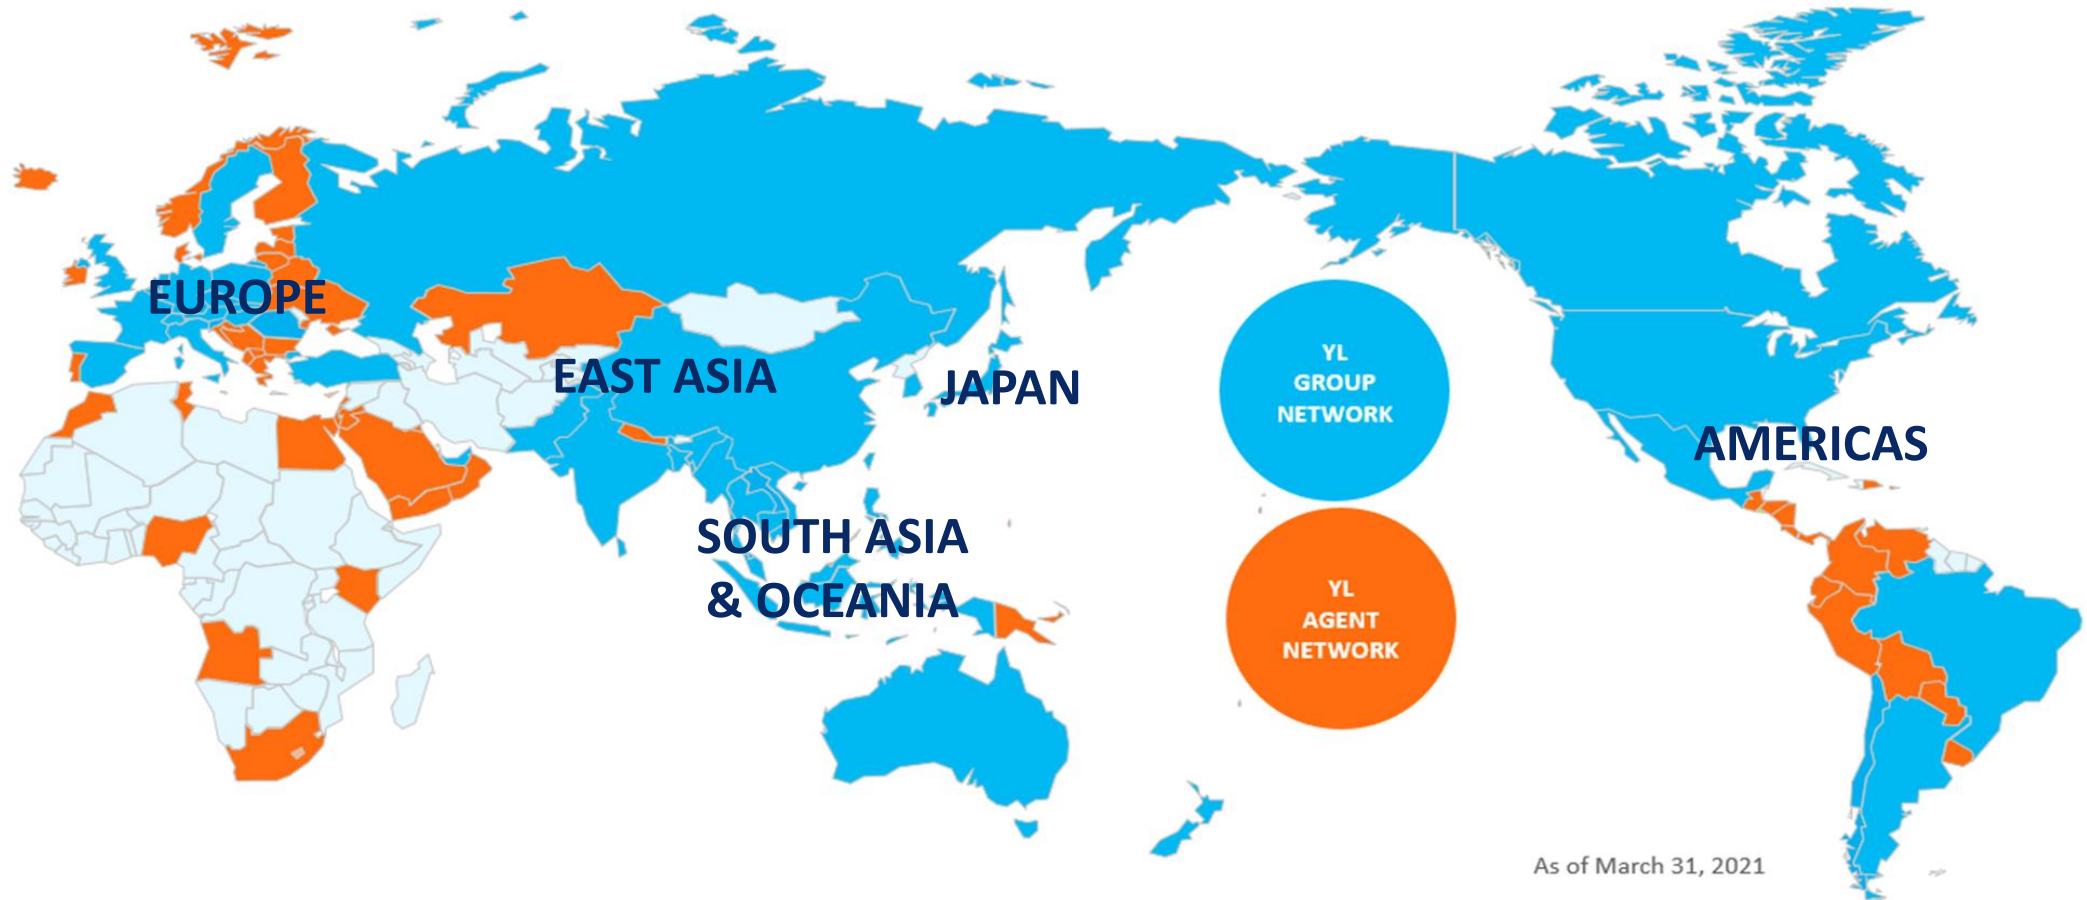 EUROPE
EAST ASIA
JAPAN
SOUTH ASIA
& OCEANIA
YL
GROUP
NETWORK
YL
AGENT
NETWORK
AMERICAS
As of March 31, 2021